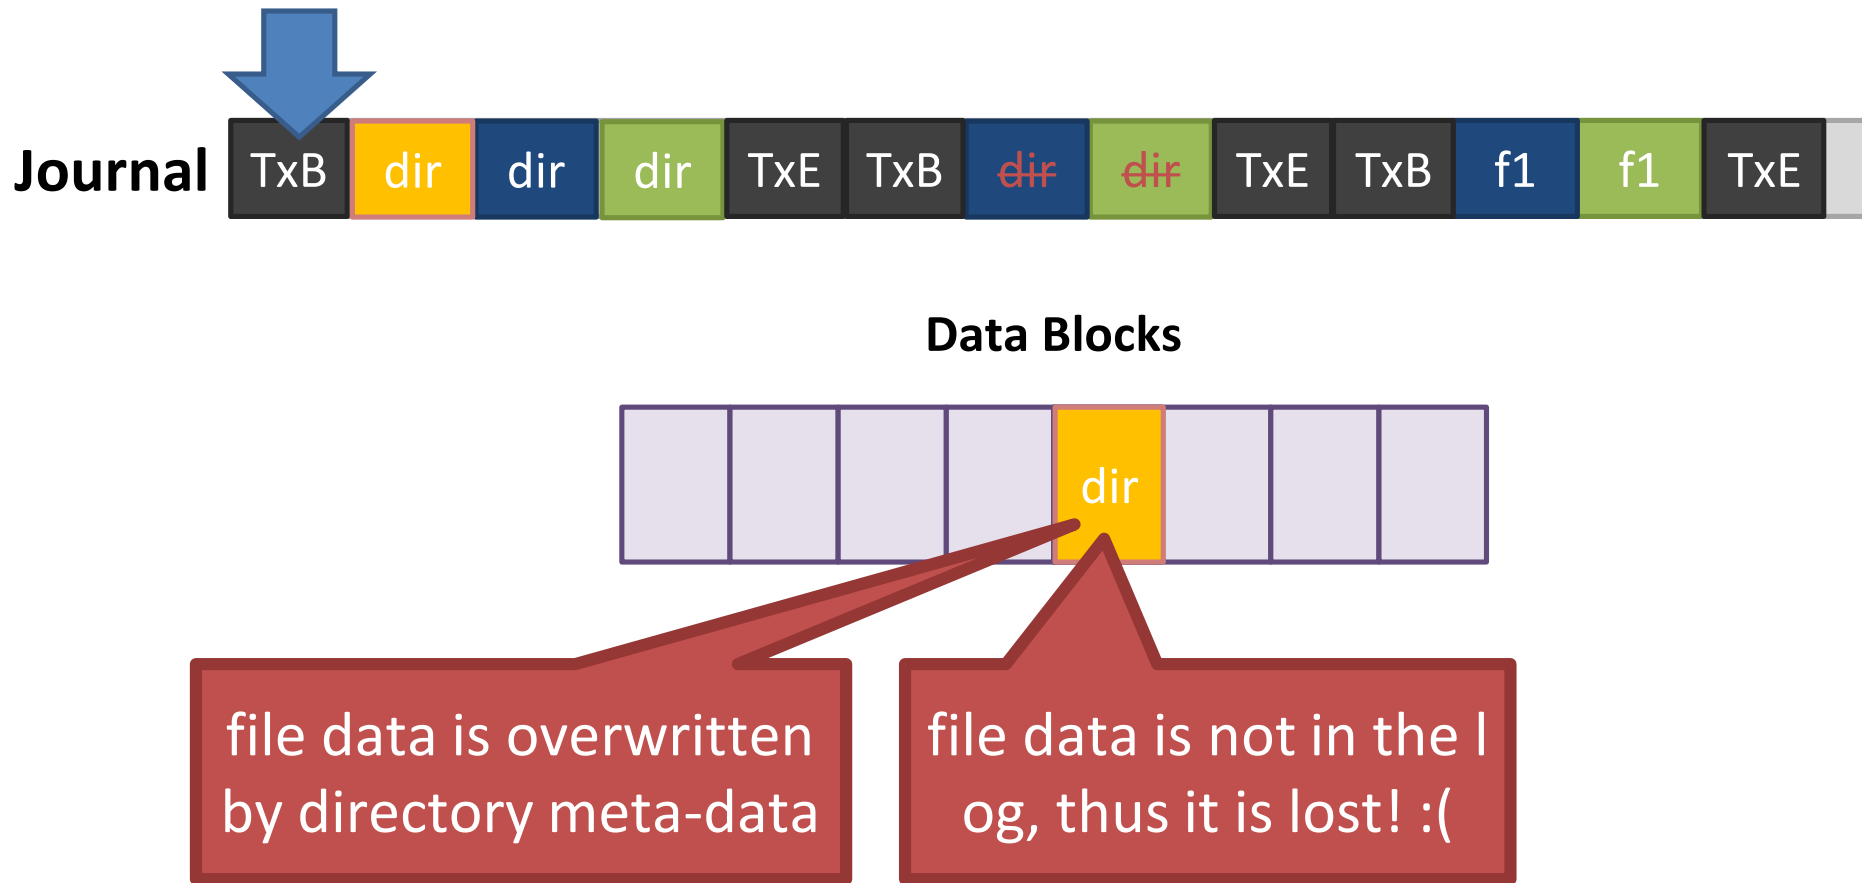 Journal TxB dir dir dir TxE TxB dir dir TxE TxB f1 f1 TxE
Data Blocks
dir
file data is overwritten
by directory meta-data
file data is not in the l
og, thus it is lost! :(